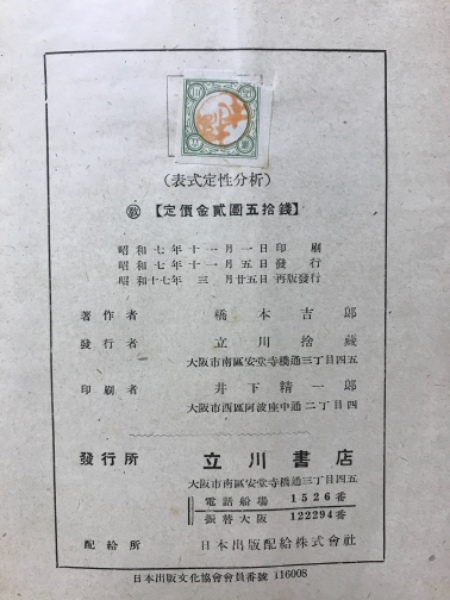 （表式定性分析）
㊢【定價金貳圓五拾錢】
昭和七年十一月一日印刷
昭和七年十一月五日發行
昭和十七年三月廿五日再版發行
著作者 橋本吉郎
發行者 立川捨藏
大阪市南區安堂寺橋通三丁目四五
印刷者 井下精一郎
大阪市西區阿波座中通二丁目四
發行所 立川書店
大阪市南區安堂寺橋通三丁目四五
電話船場 1526番
振替大阪 122294番
配給所 日本出版配給株式會社
日本出版文化協會會員番號 116008